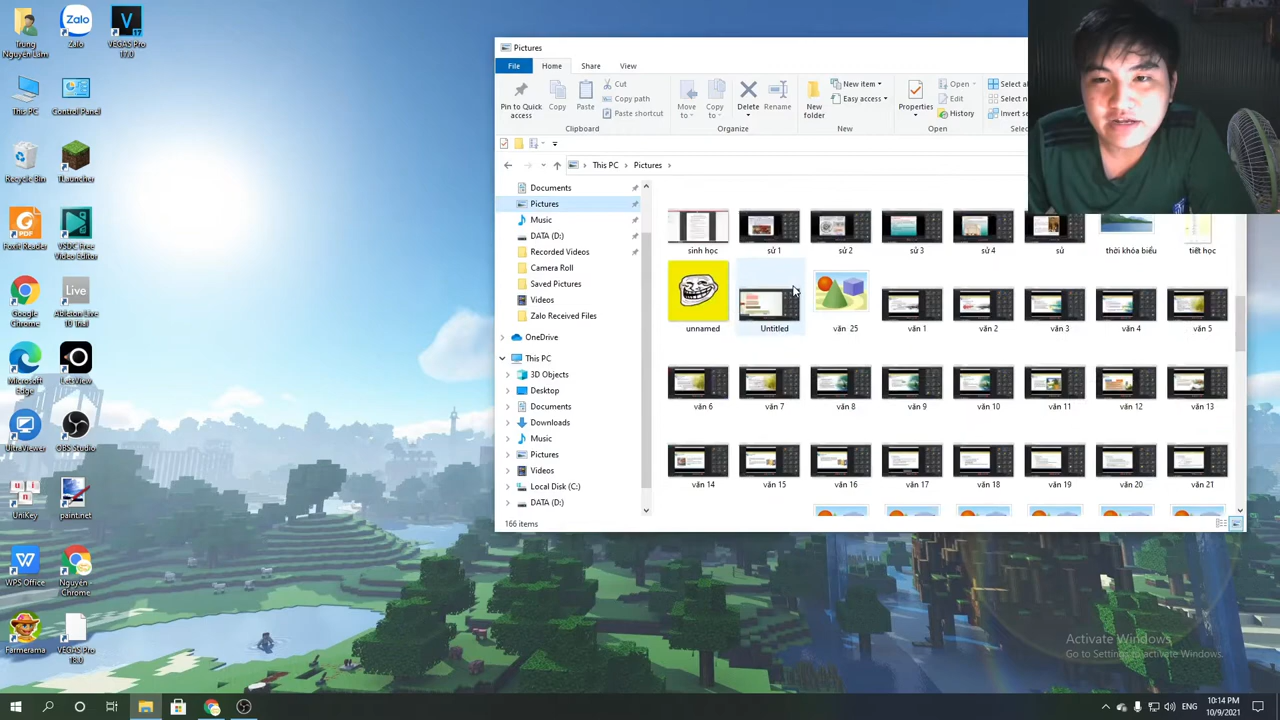 Trung Nguyên Lâm
Zalo
VEGAS Pro 17.0
This PC
Control Panel
Recycle Bin
TLauncher
Foxit Reader
VSDC Free Video Editor
Google Chrome
Live
Ableton Live 10 Trial
Microsoft Edge
LetsView
UltraViewer
OBS Studio
UniKey
paint.net
WPS Office
Nguyên - Chrome
Farmerama
VEGAS Pro 18.0
Pictures
File
Home
Share
View
Pin to Quick access
Copy
Paste
Cut
Copy path
Paste shortcut
Clipboard
Move to
Copy to
Delete
Rename
Organize
New folder
New item
Easy access
New
Properties
Open
Edit
History
Open
This PC
Pictures
Documents
Pictures
Music
DATA (D:)
Recorded Videos
Camera Roll
Saved Pictures
Videos
Zalo Received Files
OneDrive
This PC
3D Objects
Desktop
Documents
Downloads
Music
Pictures
Videos
Local Disk (C:)
DATA (D:)
sinh học
sử 1
sử 2
sử 3
sử 4
sử
thời khóa biểu
tiết học
unnamed
Untitled
văn 25
văn 1
văn 2
văn 3
văn 4
văn 5
văn 6
văn 7
văn 8
văn 9
văn 10
văn 11
văn 12
văn 13
văn 14
văn 15
văn 16
văn 17
văn 18
văn 19
văn 20
văn 21
166 items
Activate Windows
Go to Settings to activate Windows.
ENG
10:14 PM
10/9/2021